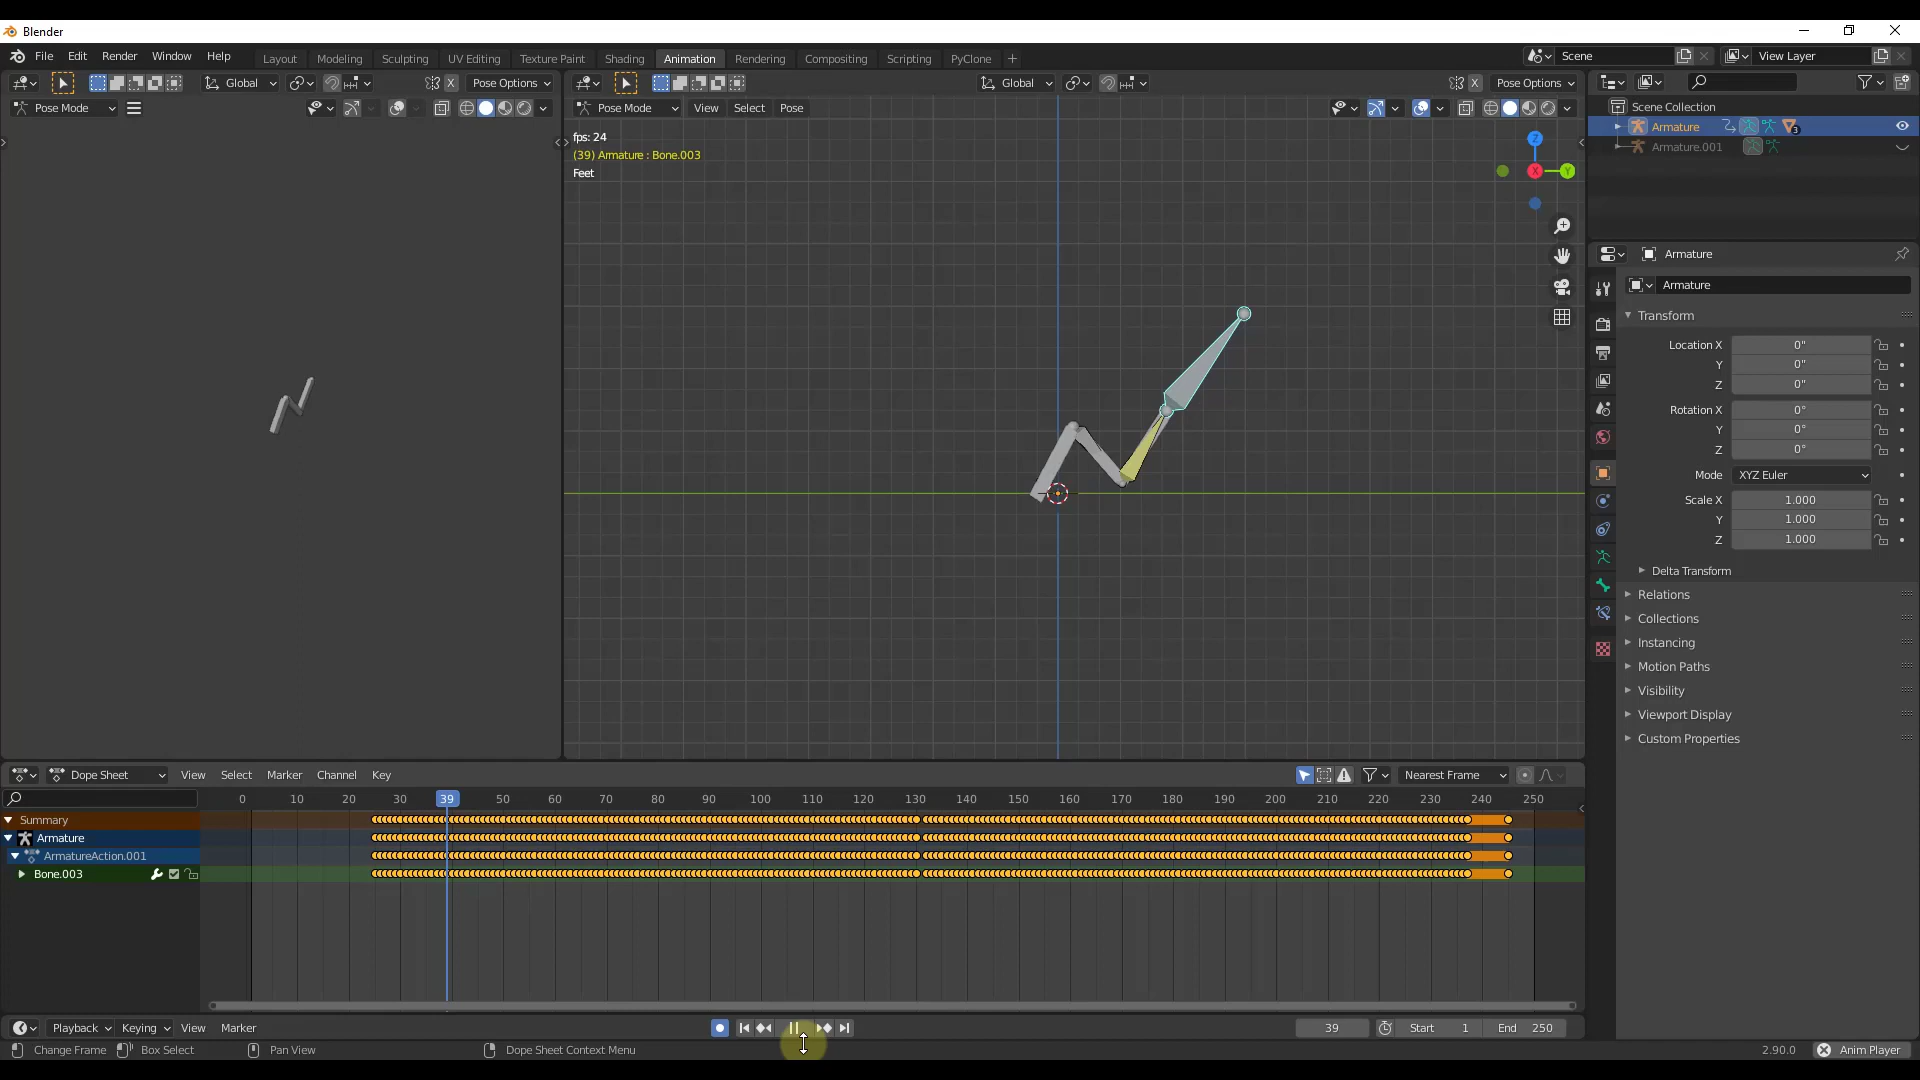 Blender
File Edit Render Window Help Layout Modeling Sculpting UV Editing Texture Paint Shading Animation Rendering Compositing Scripting PyClone + Scene View Layer
Global X Pose Options Global X Pose Options
Pose Mode Pose Mode View Select Pose
Scene Collection
Armature 3
Armature.001
fps: 24
(39) Armature : Bone.003
Feet
Z
X Y
Armature
Armature
Transform
Location X 0"
Y 0"
Z 0"
Rotation X 0°
Y 0°
Z 0°
Mode XYZ Euler
Scale X 1.000
Y 1.000
Z 1.000
Delta Transform
Relations
Collections
Instancing
Motion Paths
Visibility
Viewport Display
Custom Properties
Dope Sheet View Select Marker Channel Key Nearest Frame
0 10 20 30 39 50 60 70 80 90 100 110 120 130 140 150 160 170 180 190 200 210 220 230 240 250
Summary
Armature
ArmatureAction.001
Bone.003
Playback Keying View Marker 39 Start 1 End 250
Change Frame Box Select Pan View Dope Sheet Context Menu 2.90.0 Anim Player